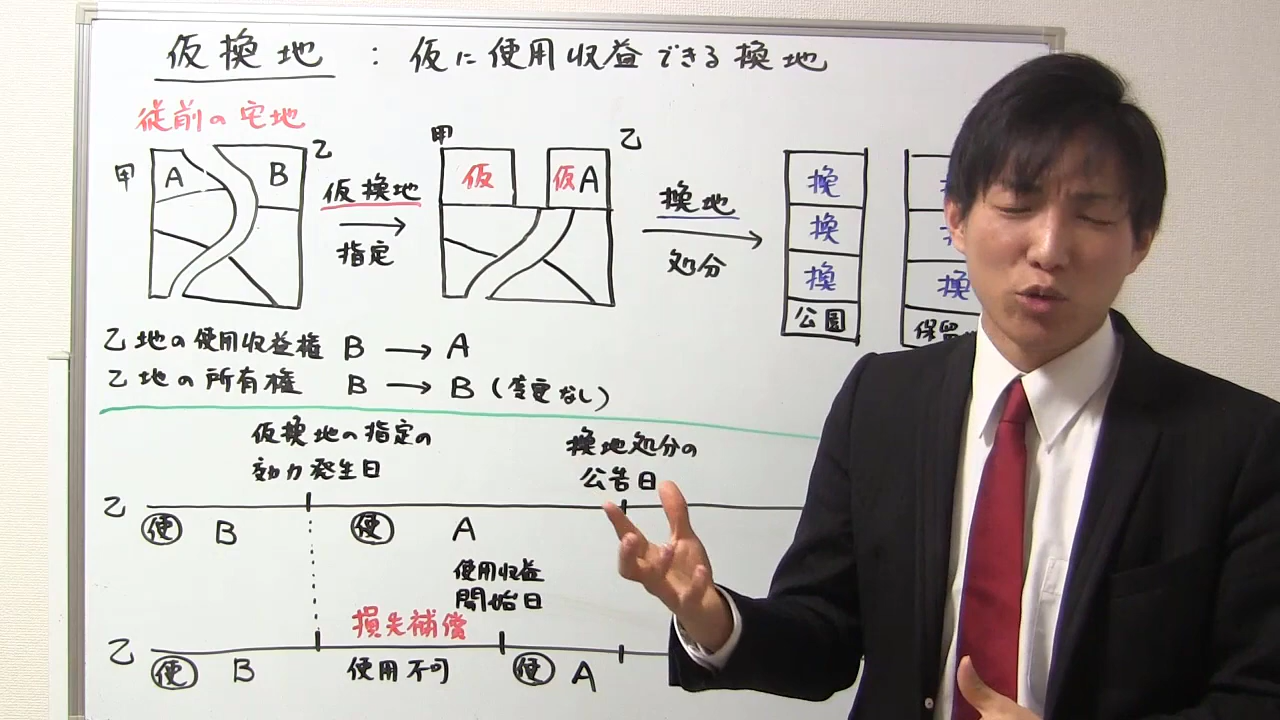 仮換地 : 仮に使用収益できる換地
従前の宅地
甲 A B 乙
仮換地
指定
甲 乙
仮 仮A
換地
処分
換
換
換
公園
換
保留
乙地の使用収益権 B → A
乙地の所有権 B → B (変更なし)
仮換地の指定の
効力発生日
換地処分の
公告日
乙
使 B 使 A
使用収益
開始日
損失補償
乙
使 B 使用不可 使 A